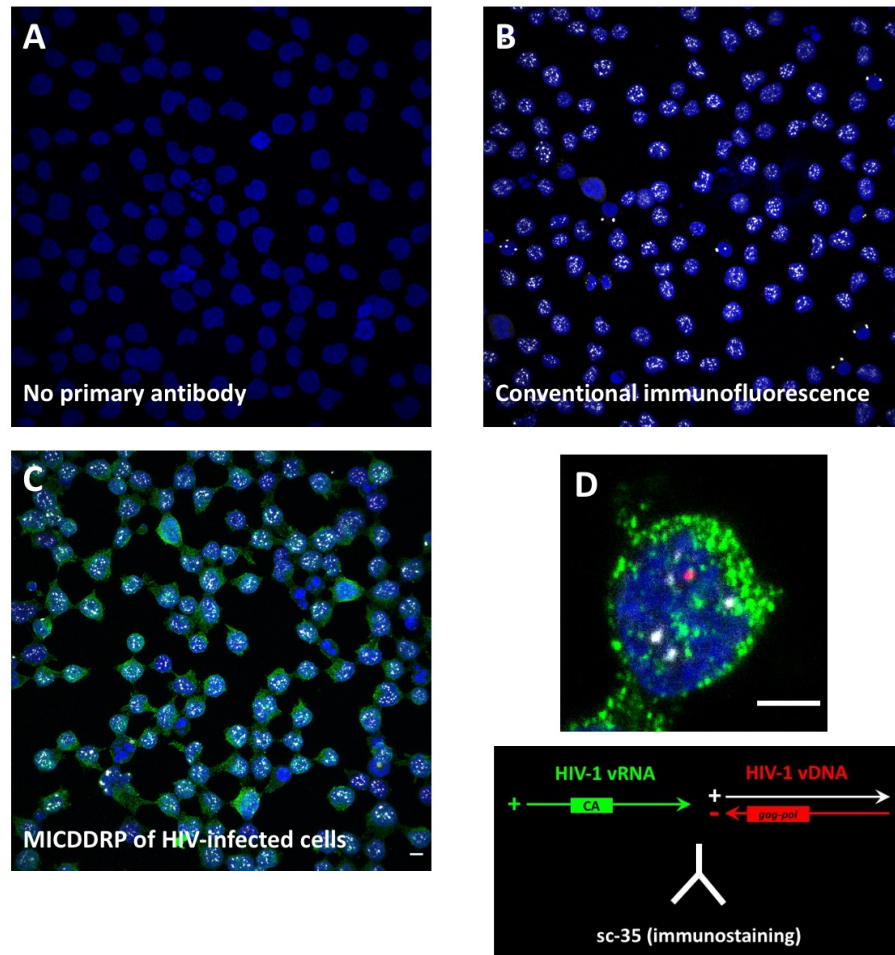 A
No primary antibody
B
Conventional immunofluorescence
C
MICDDRP of HIV-infected cells
D
HIV-1 vRNA
+
CA
HIV-1 vDNA
+
-
gag-pol
sc-35 (immunostaining)